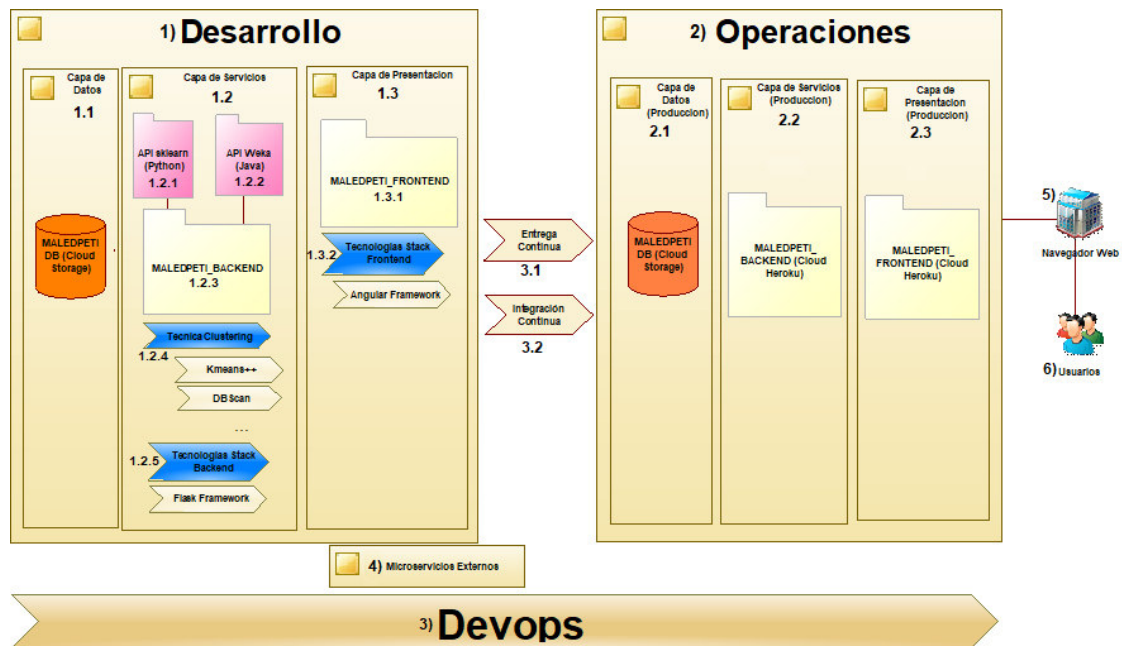 1) Desarrollo
Capa de
Datos
1.1
Capa de Servicios
1.2
Capa de Presentacion
1.3
API sklearn
(Python)
1.2.1
API Weka
(Java)
1.2.2
MALEDPETI_FRONTEND
1.3.1
MALEDPETI
DB (Cloud
Storage)
MALEDPETI_BACKEND
1.2.3
1.3.2
Tecnologias Stack
Frontend
Angular Framework
Tecnica Clustering
1.2.4
Kmeans++
DBScan
...
1.2.5
Tecnologias Stack
Backend
Flask Framework
Entrega
Continua
3.1
Integración
Continua
3.2
2) Operaciones
Capa de
Datos
(Produccion)
2.1
Capa de Servicios
(Produccion)
2.2
Capa de
Presentacion
(Produccion)
2.3
MALEDPETI
DB (Cloud
Storage)
MALEDPETI_
BACKEND (Cloud
Heroku)
MALEDPETI_
FRONTEND (Cloud
Heroku)
5)
Navegador Web
6) Usuarios
4) Microservicios Externos
3) Devops